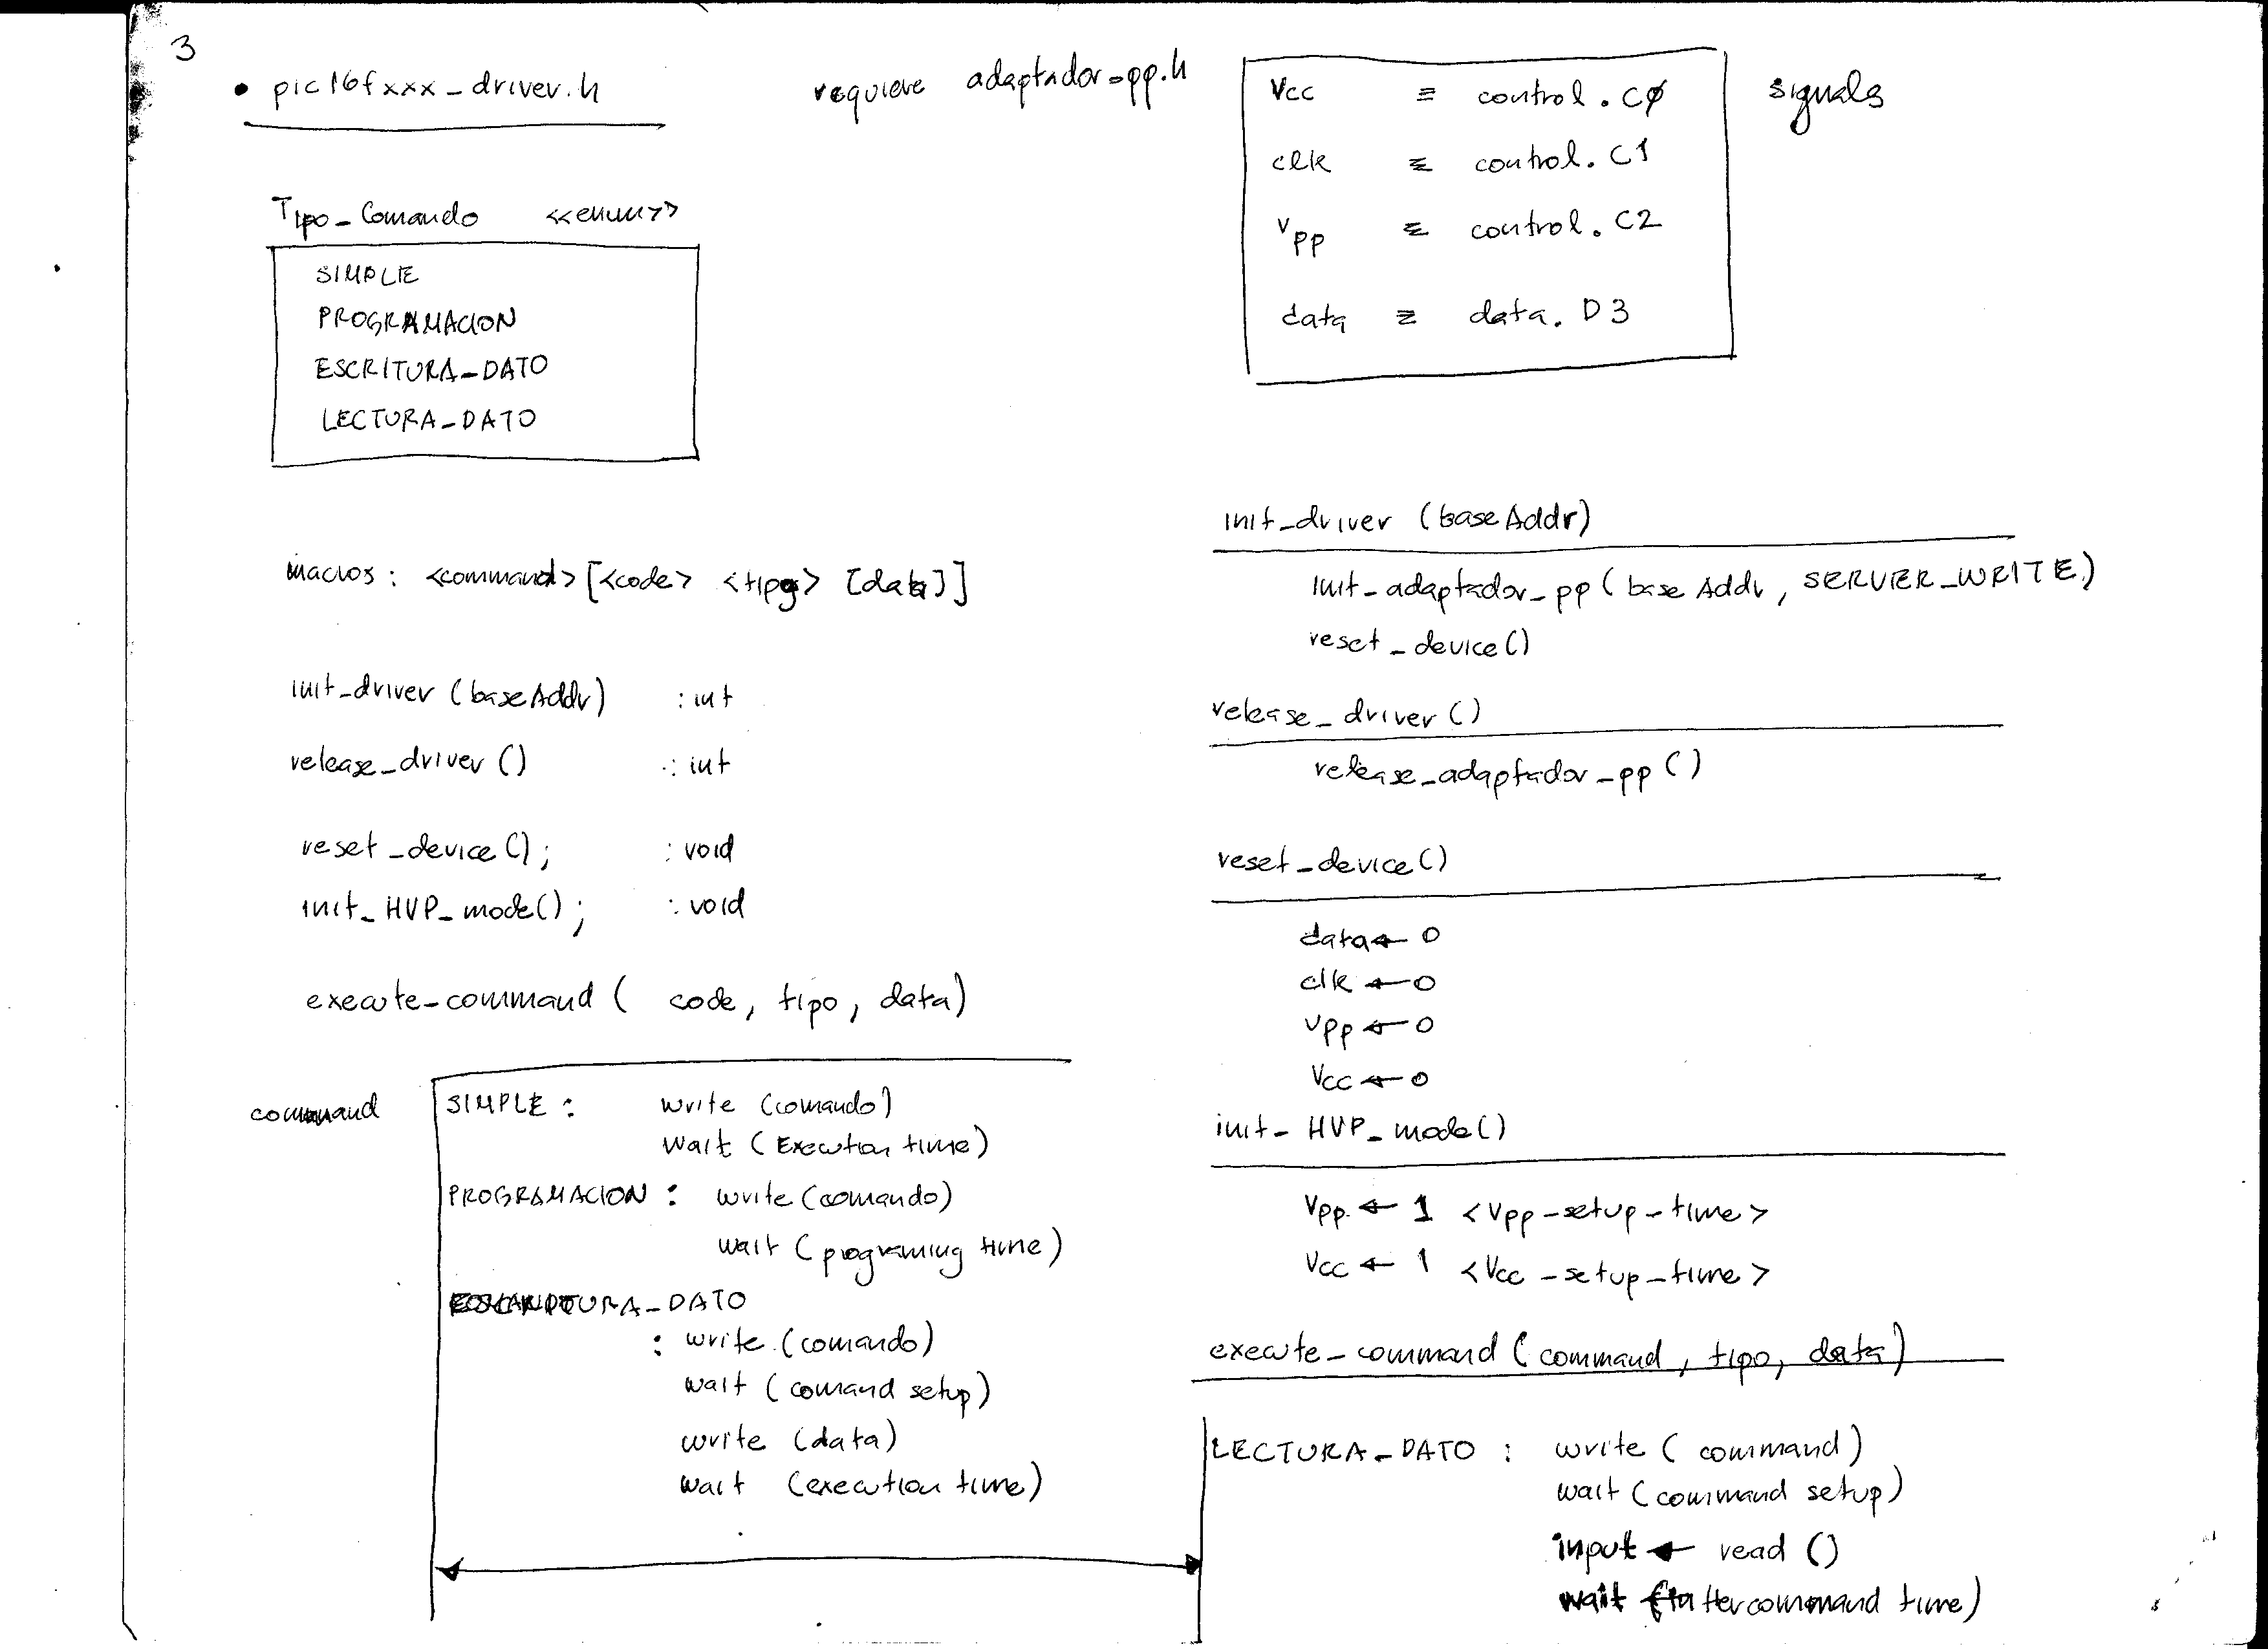 3
• pic16fxxx_driver.h
requiere adaptador_pp.h
Tipo_Comando <<enum>>
SIMPLE
PROGRAMACION
ESCRITURA_DATO
LECTURA_DATO
macros: <command> [<code> <tipo> [data]]
init_driver (baseAddr) : int
release_driver () : int
reset_device(); : void
init_HVP_mode(); : void
execute_command ( code, tipo, data)
command
SIMPLE : write (comando)
wait (Execution time)
PROGRAMACION : write (comando)
wait (programing time)
ESCRITURA_DATO
: write (comando)
wait (comand setup)
write (data)
wait (execution time)
signals
Vcc ≡ control.C0
clk ≡ control.C1
Vpp ≡ control.C2
data ≡ data.D3
init_driver (baseAddr)
init_adaptador_pp (baseAddr, SERVER_WRITE)
reset_device()
release_driver ()
release_adaptador_pp ()
reset_device()
data ← 0
clk ← 0
Vpp ← 0
Vcc ← 0
init_HVP_mode()
Vpp ← 1 <Vpp_setup_time>
Vcc ← 1 <Vcc_setup_time>
execute_command (command, tipo, data)
LECTURA_DATO : write (command)
wait (command setup)
input ← read ()
wait (intercommand time)